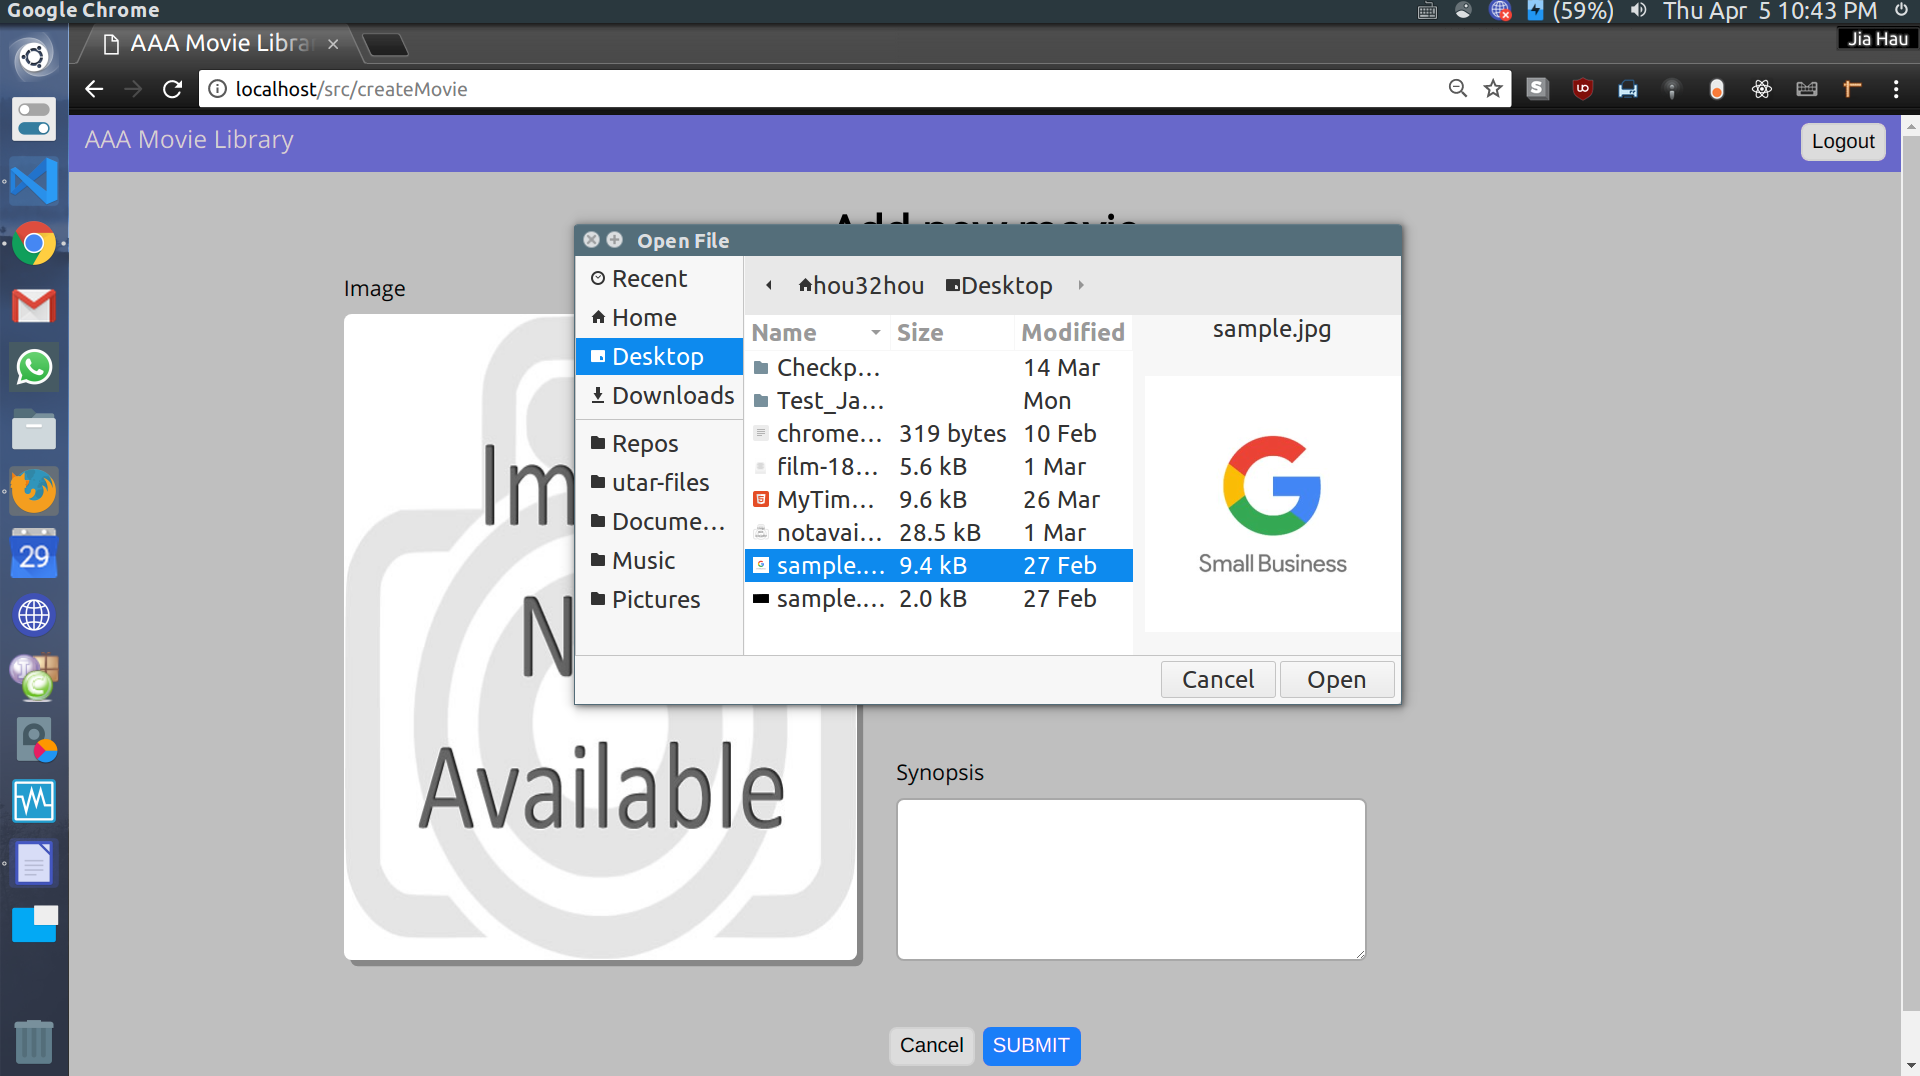 Google Chrome
(59%) Thu Apr 5 10:43 PM
AAA Movie Libra
Jia Hau
localhost/src/createMovie
AAA Movie Library
Logout
Add new movie
Open File
Recent
Home
Desktop
Downloads
Repos
utar-files
Docume...
Music
Pictures
hou32hou Desktop
Name Size Modified
Checkp... 14 Mar
Test_Ja... Mon
chrome... 319 bytes 10 Feb
film-18... 5.6 kB 1 Mar
MyTim... 9.6 kB 26 Mar
notavai... 28.5 kB 1 Mar
sample.... 9.4 kB 27 Feb
sample.... 2.0 kB 27 Feb
sample.jpg
Small Business
Cancel Open
Image
Im
N
Available
Synopsis
Cancel SUBMIT
29